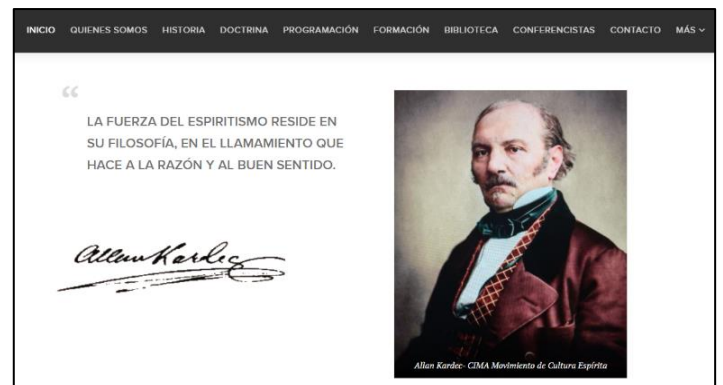 INICIO QUIENES SOMOS HISTORIA DOCTRINA PROGRAMACIÓN FORMACIÓN BIBLIOTECA CONFERENCISTAS CONTACTO MÁS
“
LA FUERZA DEL ESPIRITISMO RESIDE EN
SU FILOSOFÍA, EN EL LLAMAMIENTO QUE
HACE A LA RAZÓN Y AL BUEN SENTIDO.
Allan Kardec
Allan Kardec- CIMA Movimiento de Cultura Espírita